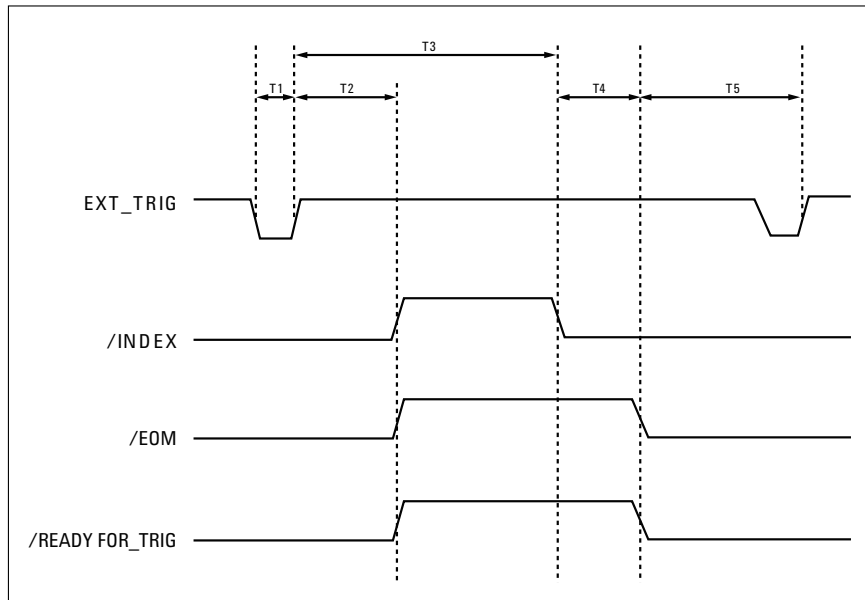 T3
T1
T2
T4
T5
EXT_TRIG
/INDEX
/EOM
/READY FOR_TRIG